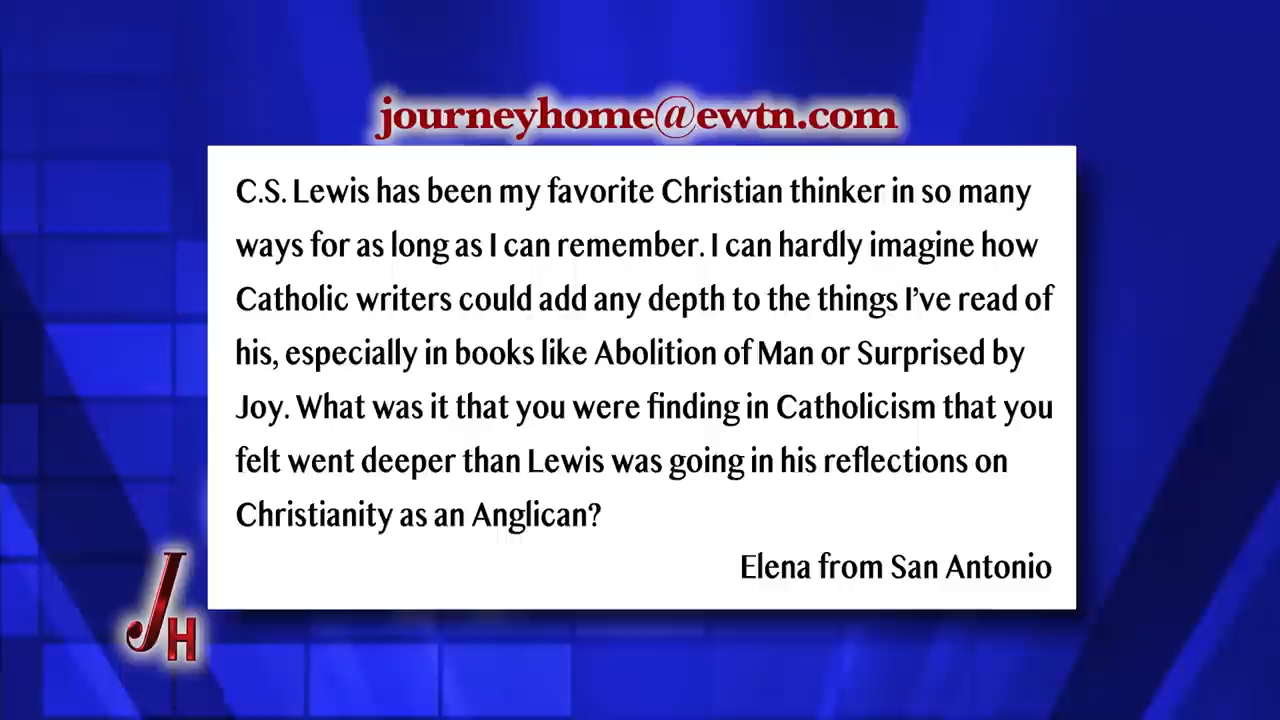 journeyhome@ewtn.com
C.S. Lewis has been my favorite Christian thinker in so many
ways for as long as I can remember. I can hardly imagine how
Catholic writers could add any depth to the things I’ve read of
his, especially in books like Abolition of Man or Surprised by
Joy. What was it that you were finding in Catholicism that you
felt went deeper than Lewis was going in his reflections on
Christianity as an Anglican?
Elena from San Antonio
JH